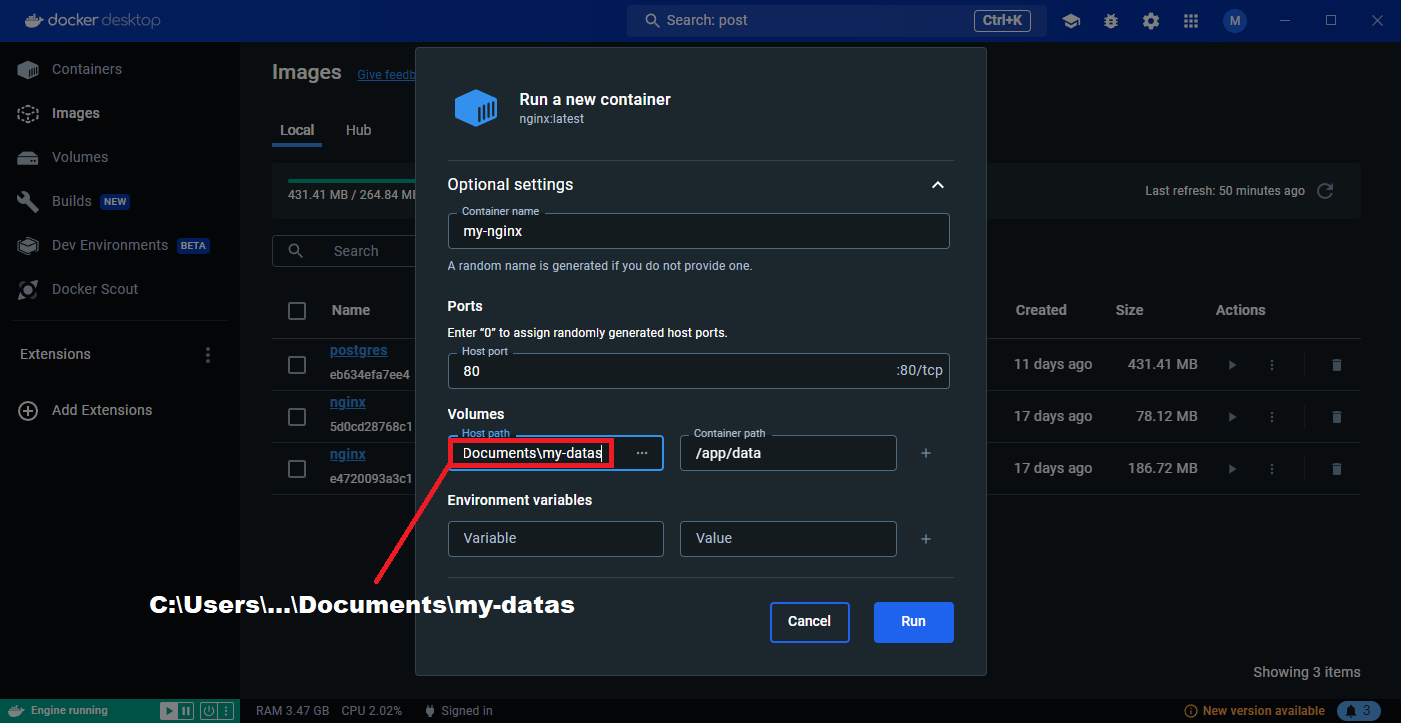 docker desktop
Search: post
Ctrl+K
M
Containers
Images
Volumes
Builds NEW
Dev Environments BETA
Docker Scout
Extensions
Add Extensions
Images
Give feedb
Local
Hub
431.41 MB / 264.84 M
Last refresh: 50 minutes ago
Search
Name
Created
Size
Actions
postgres
eb634efa7ee4
11 days ago
431.41 MB
nginx
5d0cd28768c1
17 days ago
78.12 MB
nginx
e4720093a3c1
17 days ago
186.72 MB
Showing 3 items
Run a new container
nginx:latest
Optional settings
Container name
my-nginx
A random name is generated if you do not provide one.
Ports
Enter “0” to assign randomly generated host ports.
Host port
80
:80/tcp
Volumes
Host path
Documents\my-datas
...
Container path
/app/data
+
Environment variables
Variable
Value
+
Cancel
Run
C:\Users\...\Documents\my-datas
Engine running
RAM 3.47 GB
CPU 2.02%
Signed in
New version available
3